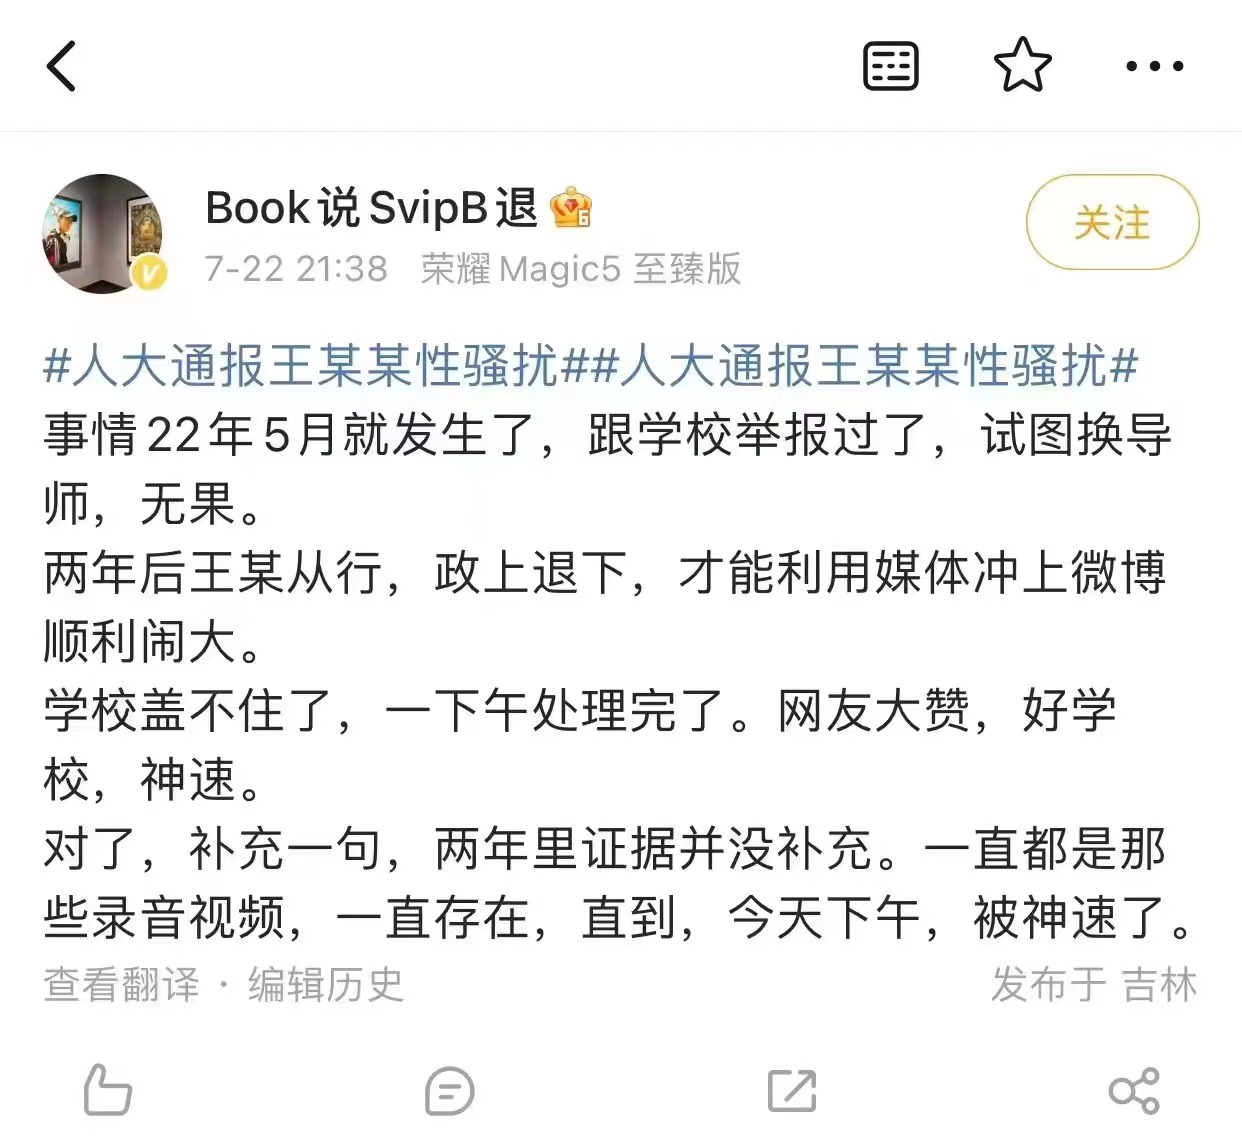 Book说SvipB退
6
V
7-22 21:38 荣耀Magic5 至臻版
关注
#人大通报王某某性骚扰##人大通报王某某性骚扰#
事情22年5月就发生了，跟学校举报过了，试图换导
师，无果。
两年后王某从行，政上退下，才能利用媒体冲上微博
顺利闹大。
学校盖不住了，一下午处理完了。网友大赞，好学
校，神速。
对了，补充一句，两年里证据并没补充。一直都是那
些录音视频，一直存在，直到，今天下午，被神速了。
查看翻译 · 编辑历史
发布于 吉林